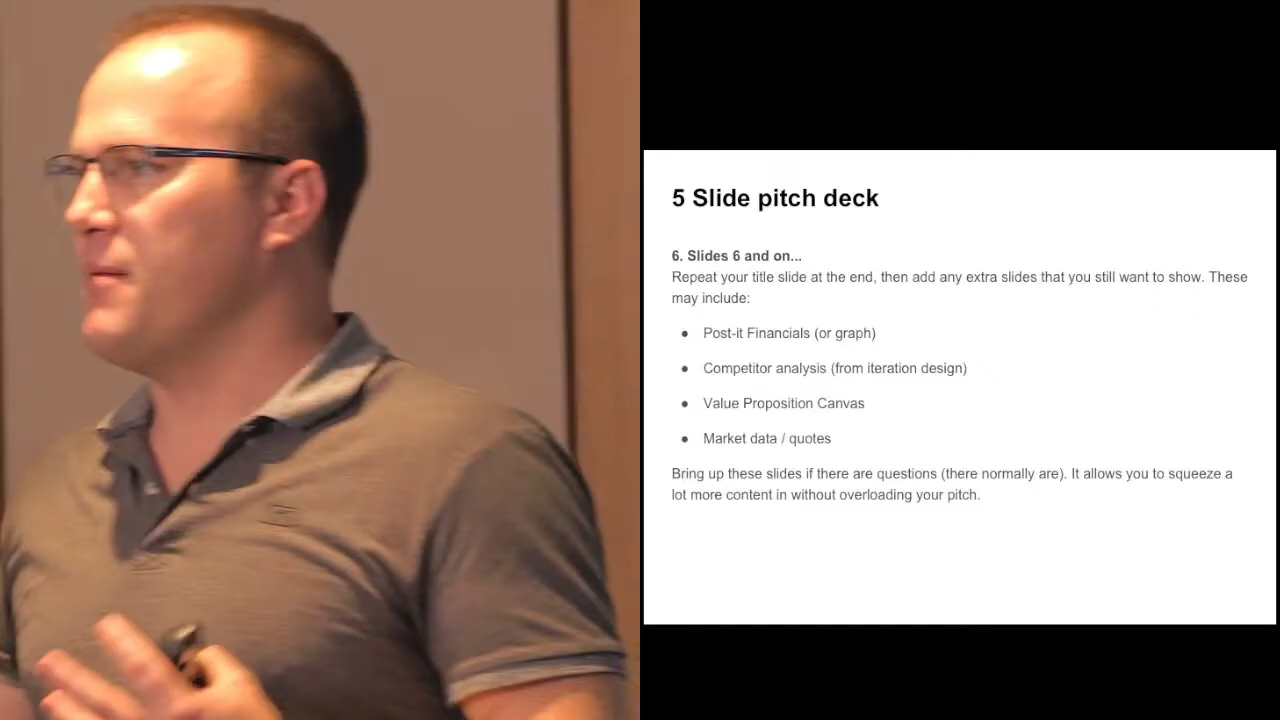 5 Slide pitch deck
6. Slides 6 and on...
Repeat your title slide at the end, then add any extra slides that you still want to show. These
may include:
● Post-it Financials (or graph)
● Competitor analysis (from iteration design)
● Value Proposition Canvas
● Market data / quotes
Bring up these slides if there are questions (there normally are). It allows you to squeeze a
lot more content in without overloading your pitch.